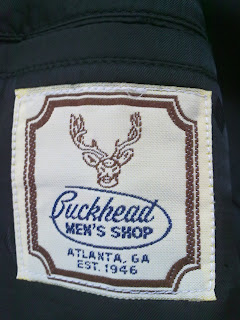 Buckhead
MEN'S SHOP
ATLANTA, GA
EST. 1946